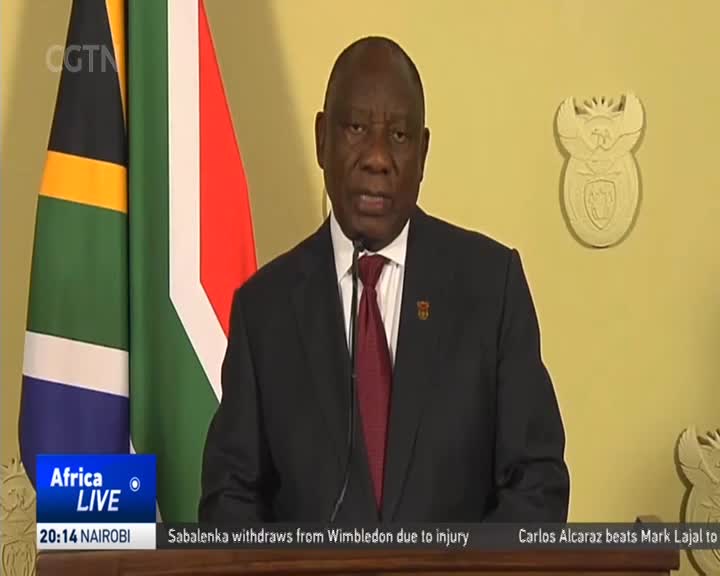 CGTN
Africa
LIVE
20:14 NAIROBI
Sabalenka withdraws from Wimbledon due to injury
Carlos Alcaraz beats Mark Lajal to